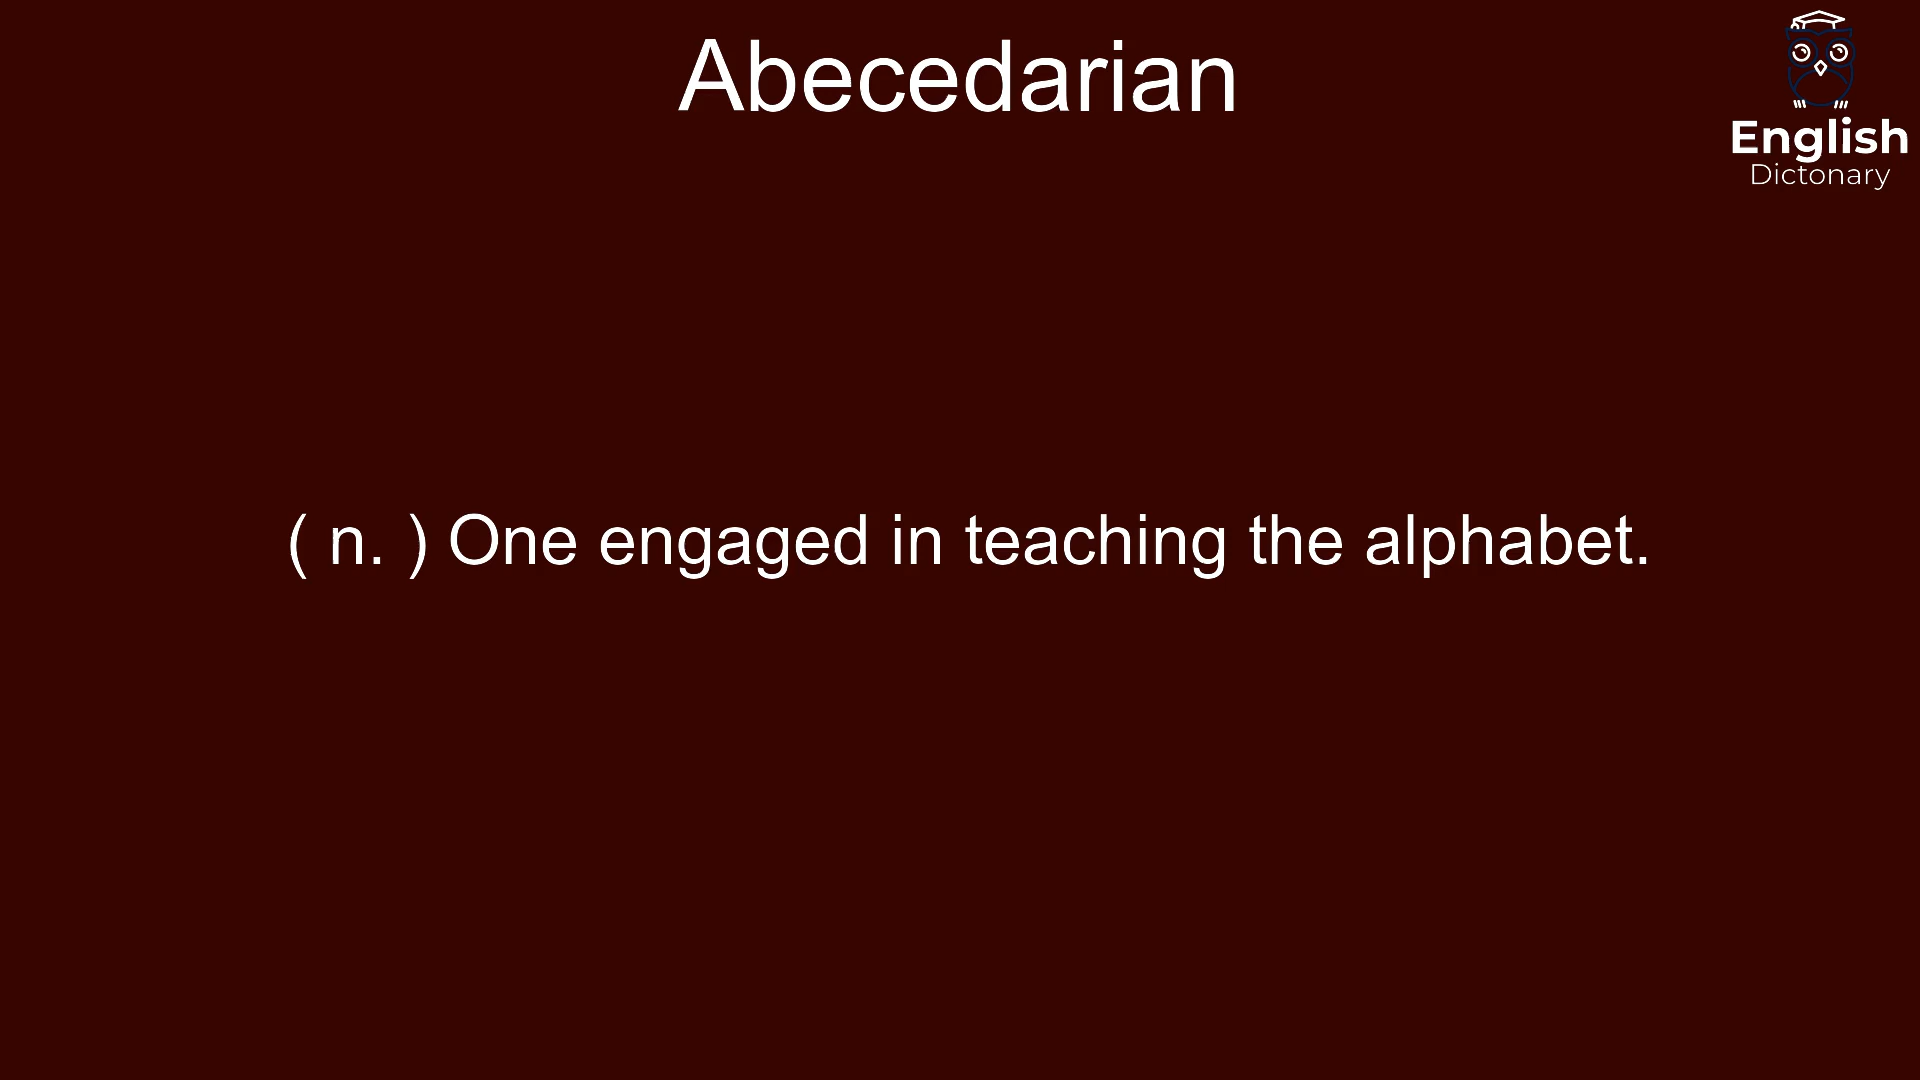 Abecedarian
English
Dictonary
( n. ) One engaged in teaching the alphabet.